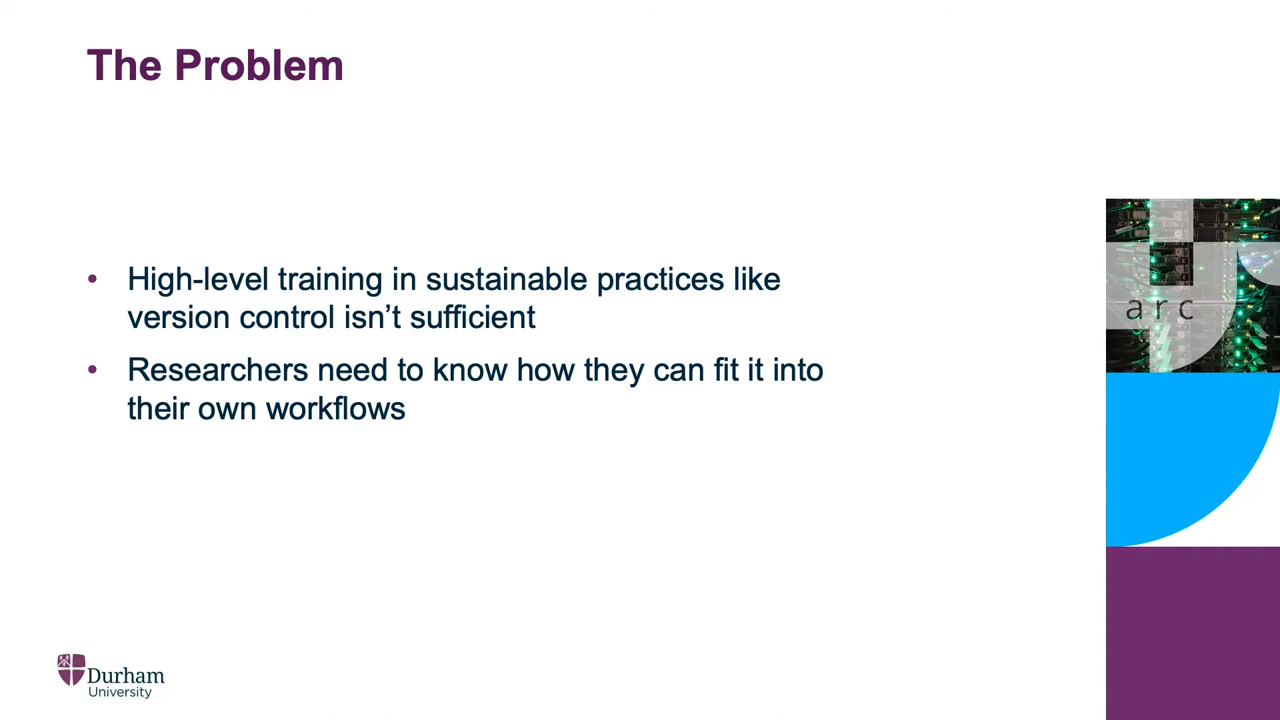 The Problem
• High-level training in sustainable practices like
version control isn't sufficient
• Researchers need to know how they can fit it into
their own workflows
arc
Durham
University